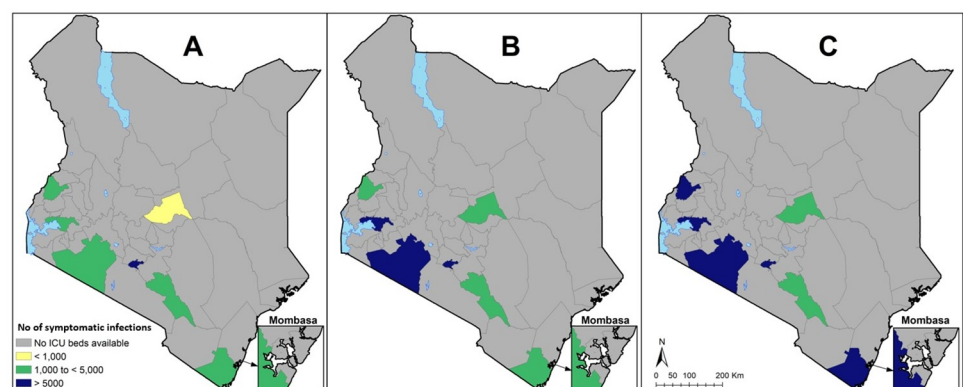 A
B
C
No of symptomatic infections
No ICU beds available
< 1,000
1,000 to < 5,000
> 5000
Mombasa
Mombasa
Mombasa
N
0 50 100 200 Km